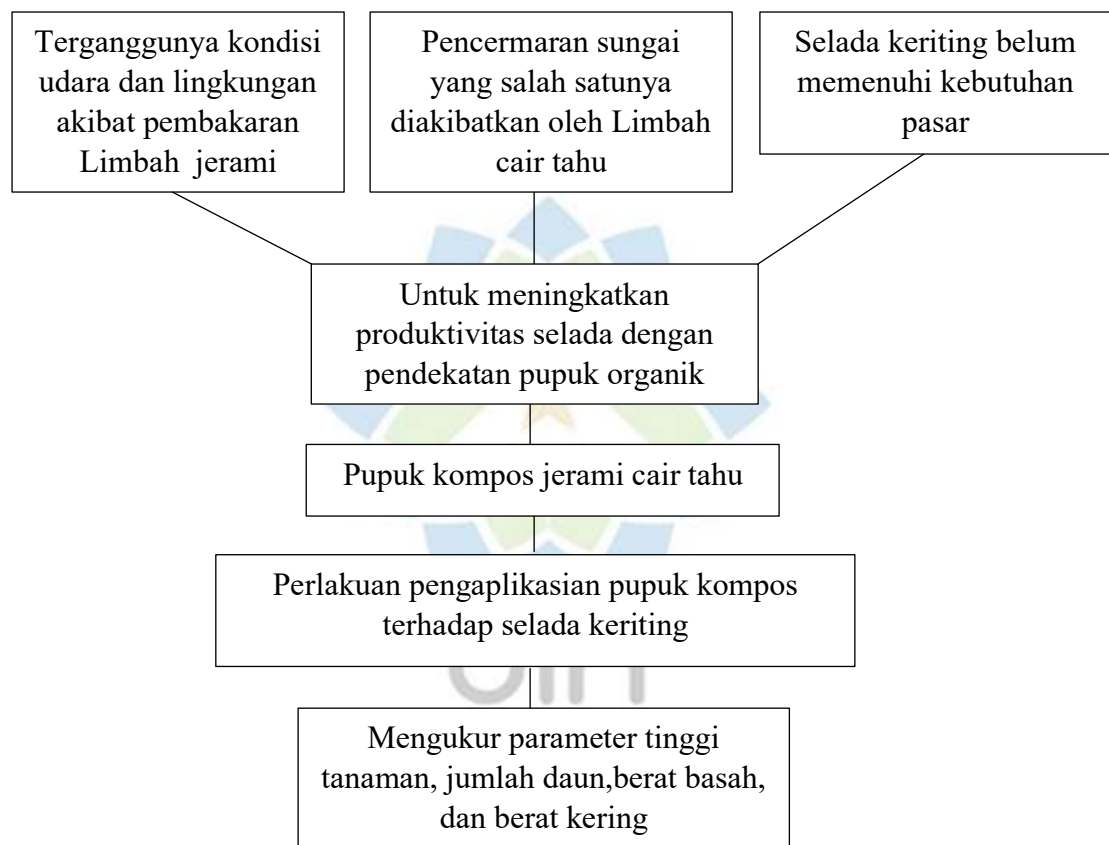 Terganggunya kondisi
udara dan lingkungan
akibat pembakaran
Limbah jerami
Pencermaran sungai
yang salah satunya
diakibatkan oleh Limbah
cair tahu
Selada keriting belum
memenuhi kebutuhan
pasar
Untuk meningkatkan
produktivitas selada dengan
pendekatan pupuk organik
Pupuk kompos jerami cair tahu
Perlakuan pengaplikasian pupuk kompos
terhadap selada keriting
Mengukur parameter tinggi
tanaman, jumlah daun,berat basah,
dan berat kering